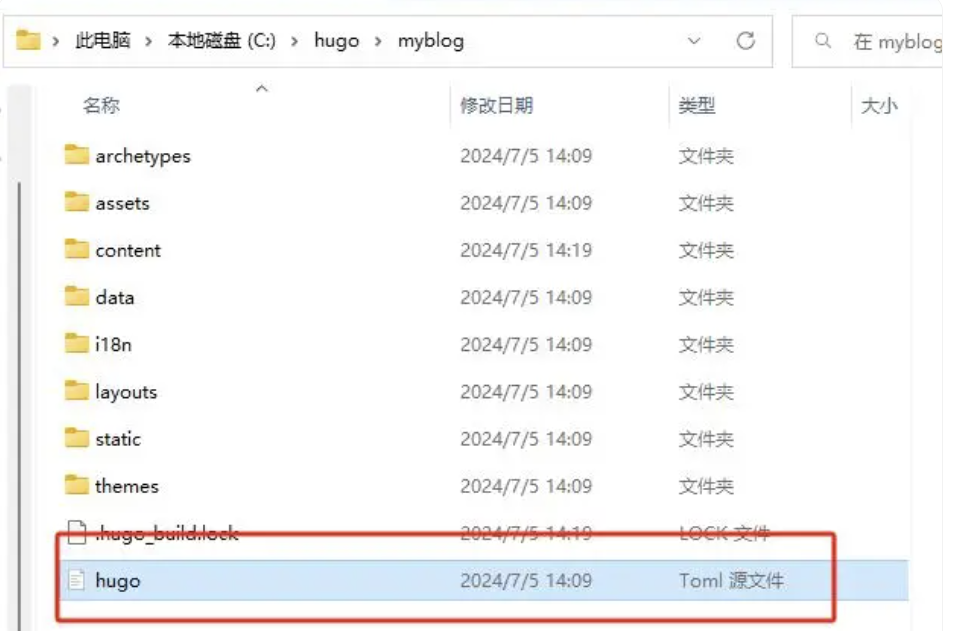 此电脑 › 本地磁盘 (C:) › hugo › myblog 在 myblog
名称 修改日期 类型 大小
archetypes 2024/7/5 14:09 文件夹
assets 2024/7/5 14:09 文件夹
content 2024/7/5 14:19 文件夹
data 2024/7/5 14:09 文件夹
i18n 2024/7/5 14:09 文件夹
layouts 2024/7/5 14:09 文件夹
static 2024/7/5 14:09 文件夹
themes 2024/7/5 14:09 文件夹
.hugo_build.lock 2024/7/5 14:19 LOCK 文件
hugo 2024/7/5 14:09 Toml 源文件